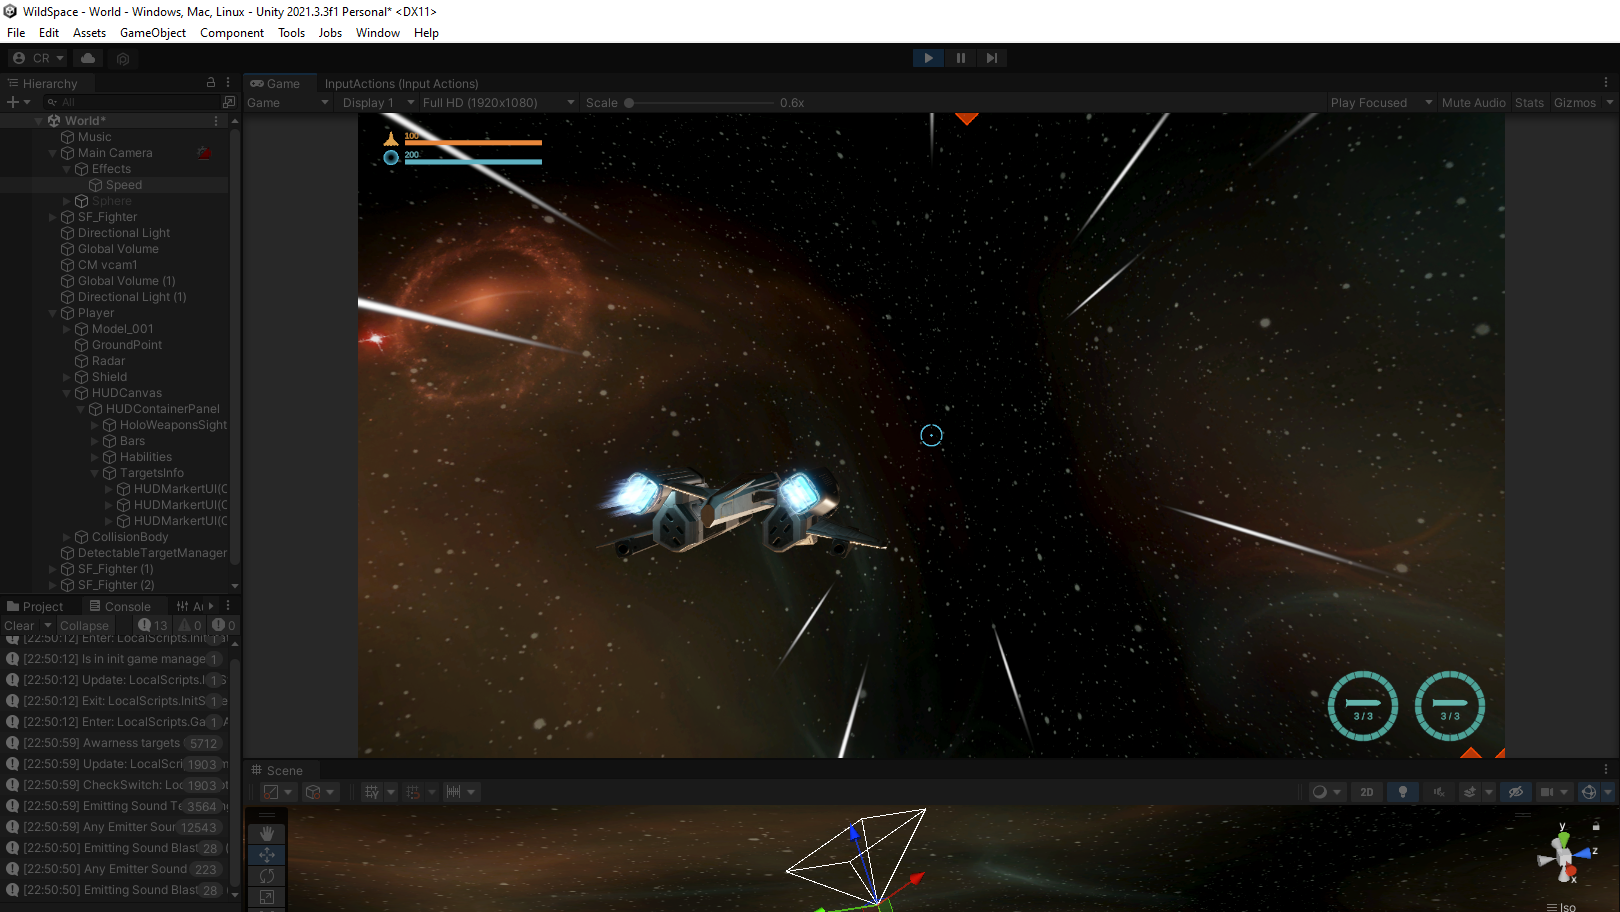 WildSpace - World - Windows, Mac, Linux - Unity 2021.3.3f1 Personal* <DX11>
File Edit Assets GameObject Component Tools Jobs Window Help
CR
Hierarchy
All
World*
Music
Main Camera
Effects
Speed
Sphere
SF_Fighter
Directional Light
Global Volume
CM vcam1
Global Volume (1)
Directional Light (1)
Player
Model_001
GroundPoint
Radar
Shield
HUDCanvas
HUDContainerPanel
HoloWeaponsSight
Bars
Habilities
TargetsInfo
HUDMarkertUI(C
HUDMarkertUI(C
HUDMarkertUI(C
CollisionBody
DetectableTargetManager
SF_Fighter (1)
SF_Fighter (2)
Project Console
Clear Collapse 13 0 0
[22:50:12] Enter: LocalScripts.Init
[22:50:12] Is in init game manage 1
[22:50:12] Update: LocalScripts.I 1
[22:50:12] Exit: LocalScripts.InitS 1
[22:50:12] Enter: LocalScripts.Ga 1
[22:50:59] Awarness targets 5712
[22:50:59] Update: LocalScri 1903
[22:50:59] CheckSwitch: Loc 1903
[22:50:59] Emitting Sound Te 3564
[22:50:59] Any Emitter Sour 12543
[22:50:50] Emitting Sound Blast 28
[22:50:50] Any Emitter Sound 223
[22:50:50] Emitting Sound Blast 28
Game InputActions (Input Actions)
Game Display 1 Full HD (1920x1080) Scale 0.6x Play Focused Mute Audio Stats Gizmos
100
200
3/3 3/3
Scene
2D
y
z
x
Iso